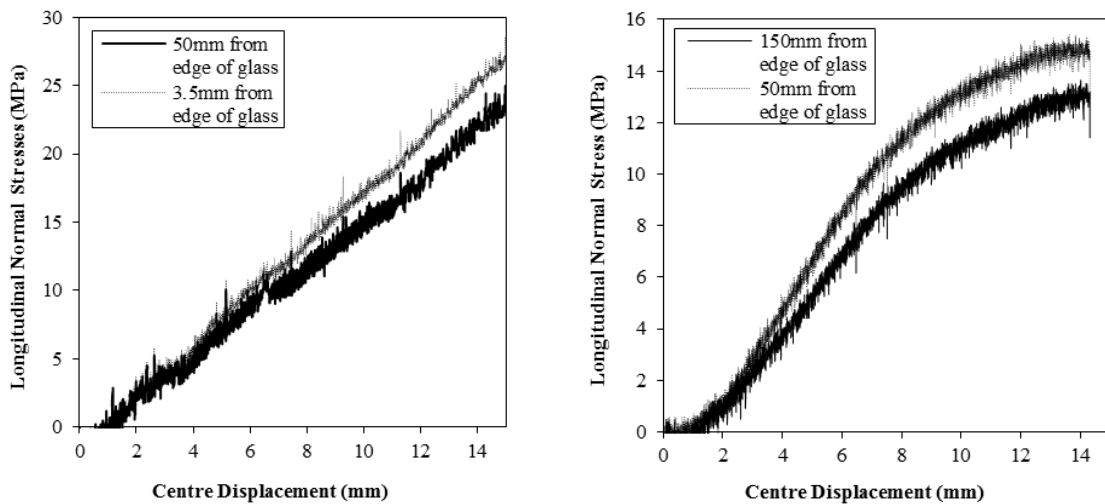 Longitudinal Normal Stresses (MPa)
30
25
20
15
10
5
0
50mm from
edge of glass
3.5mm from
edge of glass
0 2 4 6 8 10 12 14
Centre Displacement (mm)
Longitudinal Normal Stress (MPa)
16
14
12
10
8
6
4
2
0
150mm from
edge of glass
50mm from
edge of glass
0 2 4 6 8 10 12 14
Centre Displacement (mm)